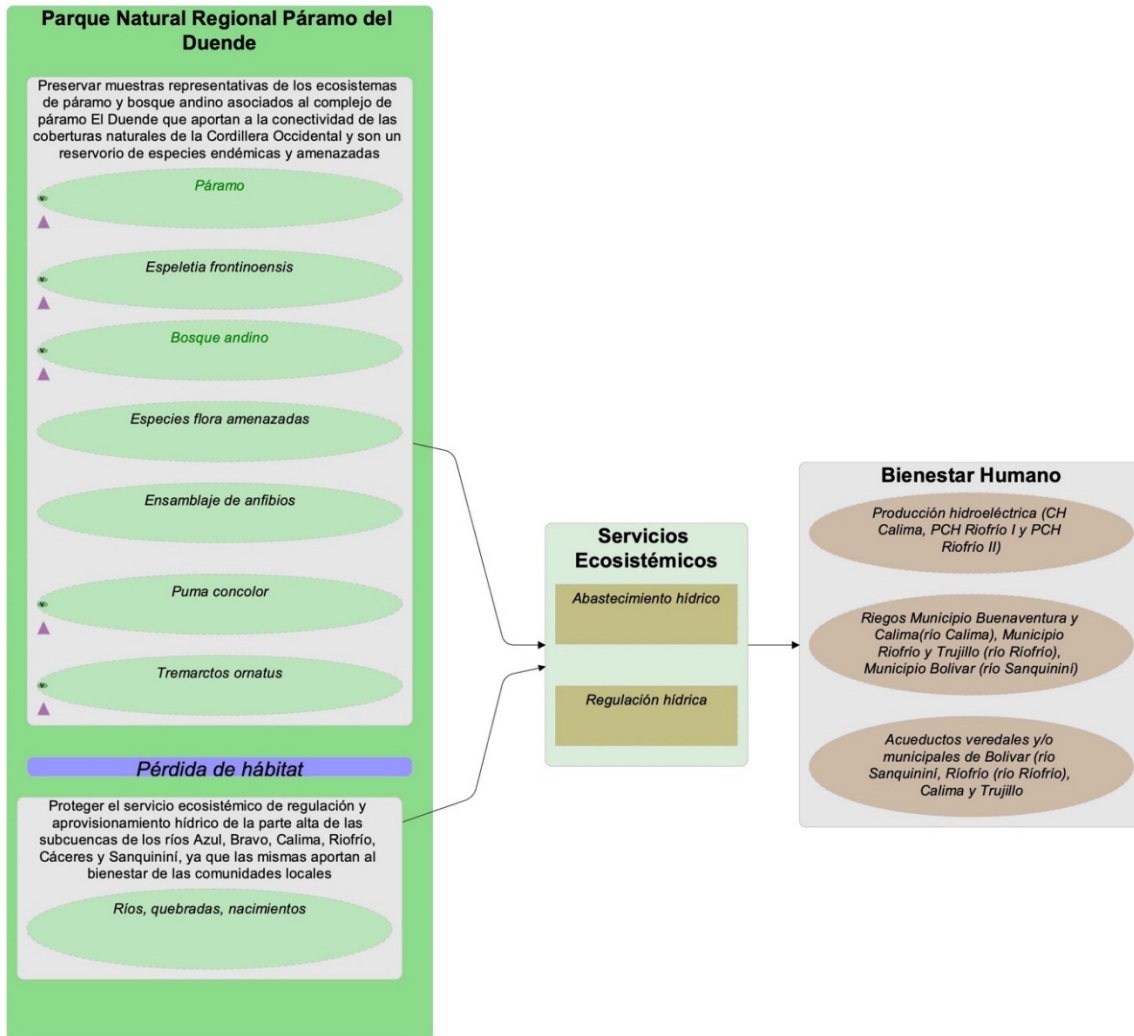 Parque Natural Regional Páramo del
Duende
Preservar muestras representativas de los ecosistemas
de páramo y bosque andino asociados al complejo de
páramo El Duende que aportan a la conectividad de las
coberturas naturales de la Cordillera Occidental y son un
reservorio de especies endémicas y amenazadas
Páramo
Espeletia frontinoensis
Bosque andino
Especies flora amenazadas
Ensamblaje de anfibios
Puma concolor
Tremarctos ornatus
Pérdida de hábitat
Proteger el servicio ecosistémico de regulación y
aprovisionamiento hídrico de la parte alta de las
subcuencas de los ríos Azul, Bravo, Calima, Riofrío,
Cáceres y Sanquininí, ya que las mismas aportan al
bienestar de las comunidades locales
Ríos, quebradas, nacimientos
Servicios
Ecosistémicos
Abastecimiento hídrico
Regulación hídrica
Bienestar Humano
Producción hidroeléctrica (CH
Calima, PCH Riofrío I y PCH
Riofrío II)
Riegos Municipio Buenaventura y
Calima(río Calima), Municipio
Riofrío y Trujillo (río Riofrío),
Municipio Bolivar (río Sanquininí)
Acueductos veredales y/o
municipales de Bolivar (río
Sanquininí, Riofrío (río Riofrío),
Calima y Trujillo